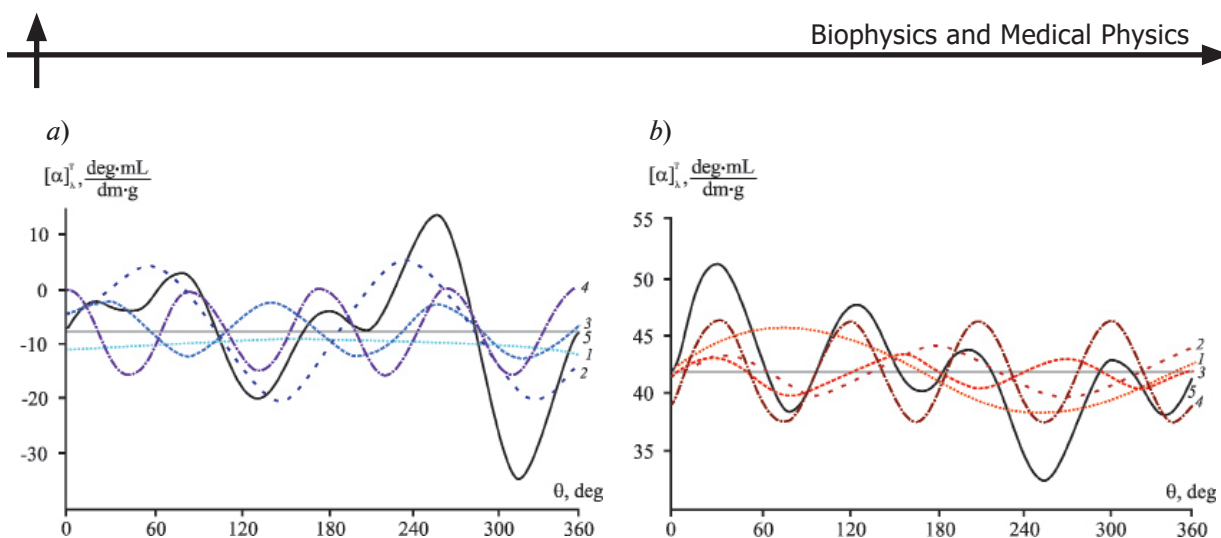 Biophysics and Medical Physics
a)
[α]ᵀ_λ, deg·mL
dm·g
10
0
-10
-20
-30
4
3
5
1
2
θ, deg
0 60 120 180 240 300 360
b)
[α]ᵀ_λ, deg·mL
dm·g
55
50
45
40
35
2
1
3
5
4
θ, deg
0 60 120 180 240 300 360